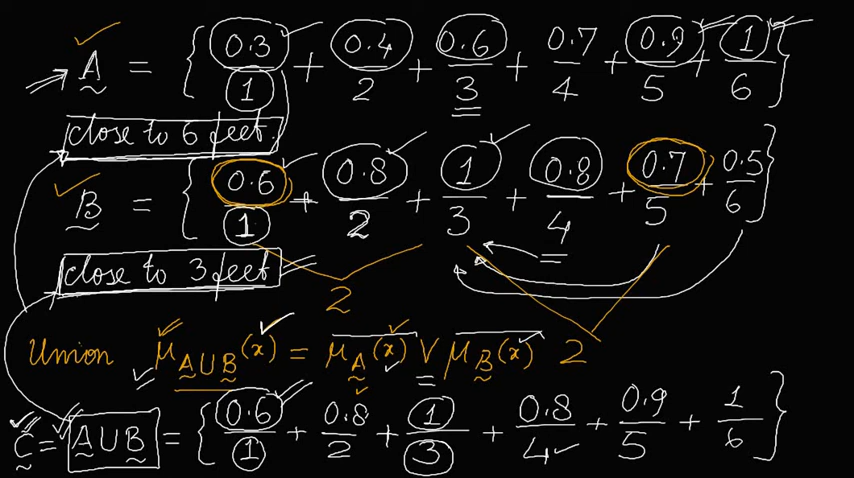 A = { 0.3/1 + 0.4/2 + 0.6/3 + 0.7/4 + 0.9/5 + 1/6 }
close to 6 feet.
B = { 0.6/1 + 0.8/2 + 1/3 + 0.8/4 + 0.7/5 + 0.5/6 }
close to 3 feet
2
Union μA∪B(x) = μA(x) ∨ μB(x) 2
C = A∪B = { 0.6/1 + 0.8/2 + 1/3 + 0.8/4 + 0.9/5 + 1/6 }